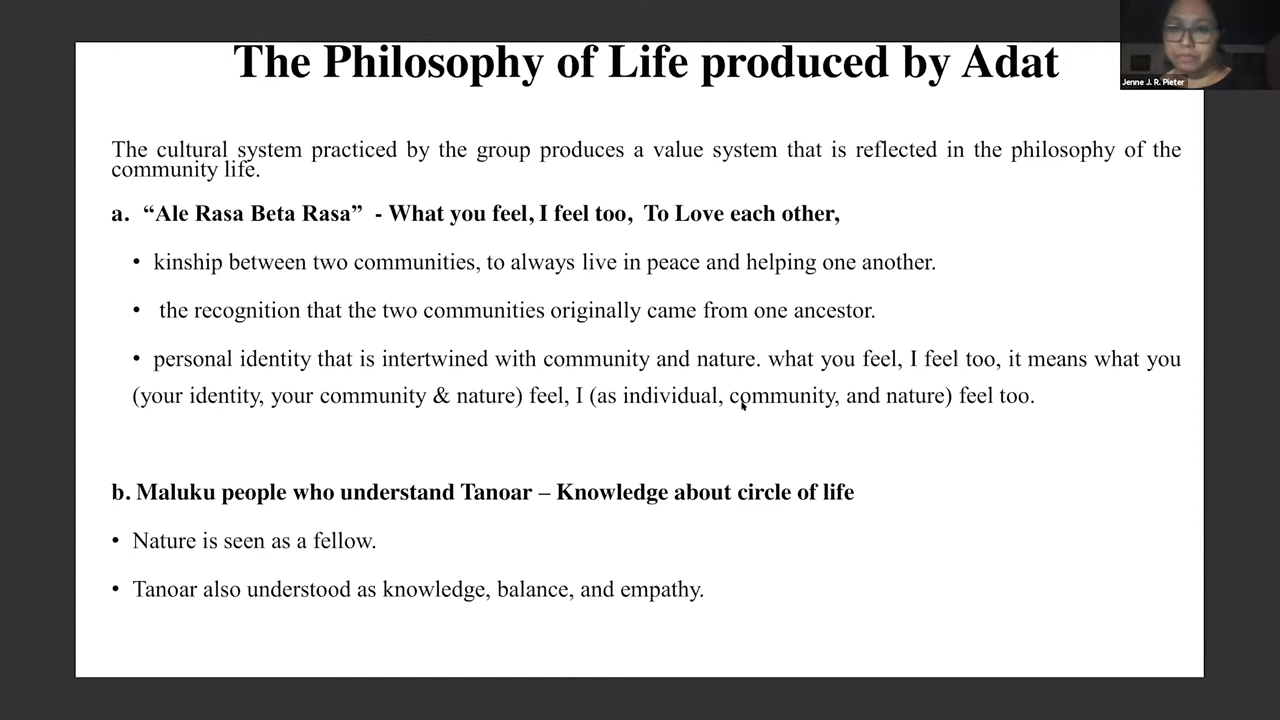 The Philosophy of Life produced by Adat
Jenne J. R. Pieter
The cultural system practiced by the group produces a value system that is reflected in the philosophy of the
community life.
a. “Ale Rasa Beta Rasa” - What you feel, I feel too, To Love each other,
• kinship between two communities, to always live in peace and helping one another.
• the recognition that the two communities originally came from one ancestor.
• personal identity that is intertwined with community and nature. what you feel, I feel too, it means what you
(your identity, your community & nature) feel, I (as individual, community, and nature) feel too.
b. Maluku people who understand Tanoar – Knowledge about circle of life
• Nature is seen as a fellow.
• Tanoar also understood as knowledge, balance, and empathy.